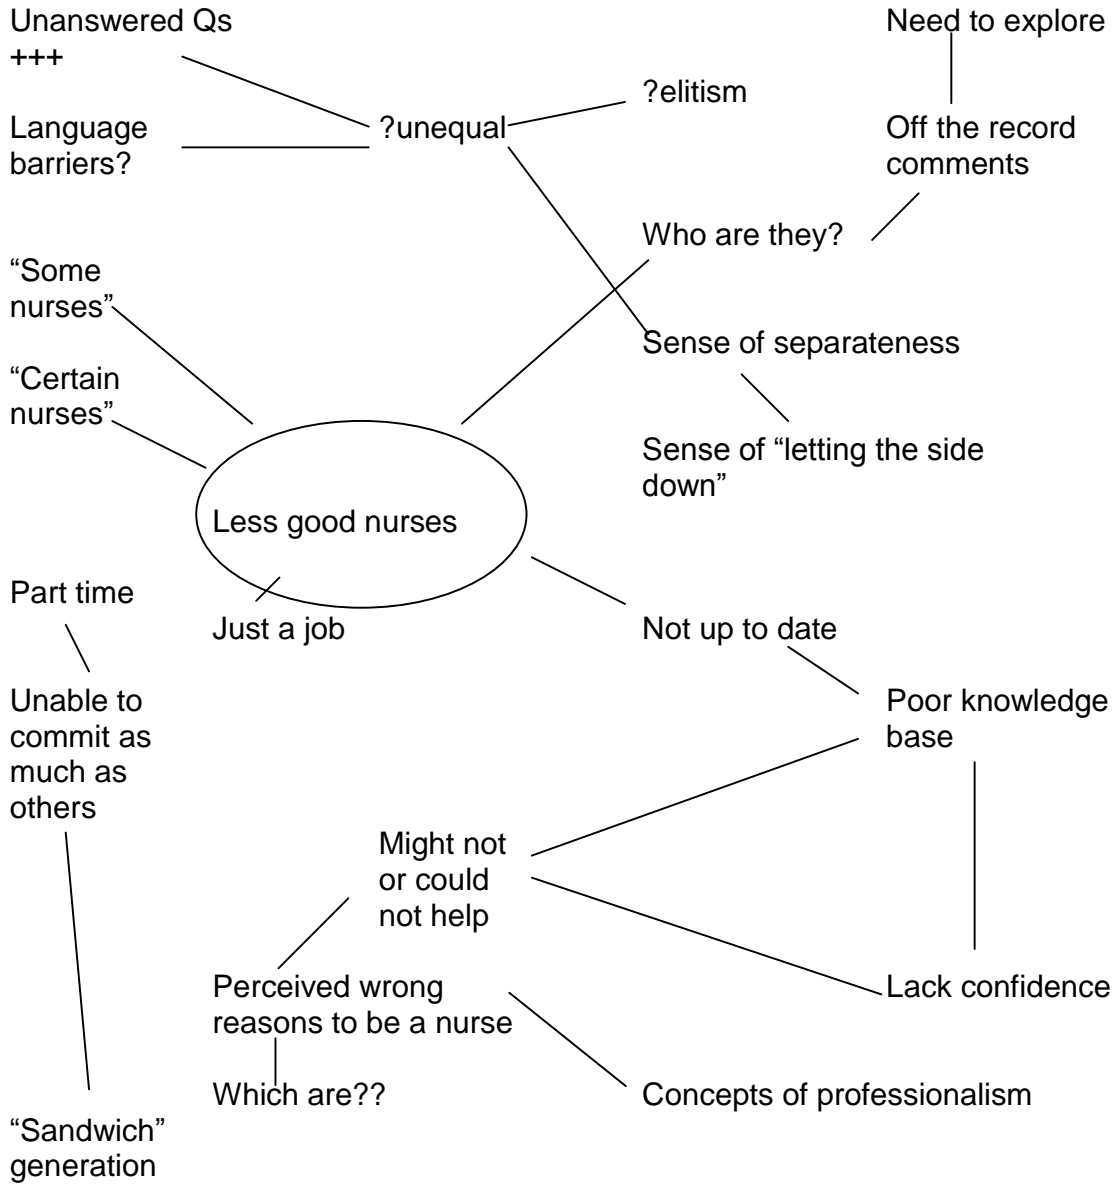 Unanswered Qs
+++
Need to explore
?elitism
Language
barriers?
?unequal
Off the record
comments
Who are they?
“Some
nurses”
Sense of separateness
“Certain
nurses”
Sense of “letting the side
down”
Less good nurses
Part time
Just a job
Not up to date
Unable to
commit as
much as
others
Poor knowledge
base
Might not
or could
not help
Perceived wrong
reasons to be a nurse
Lack confidence
Which are??
Concepts of professionalism
“Sandwich”
generation